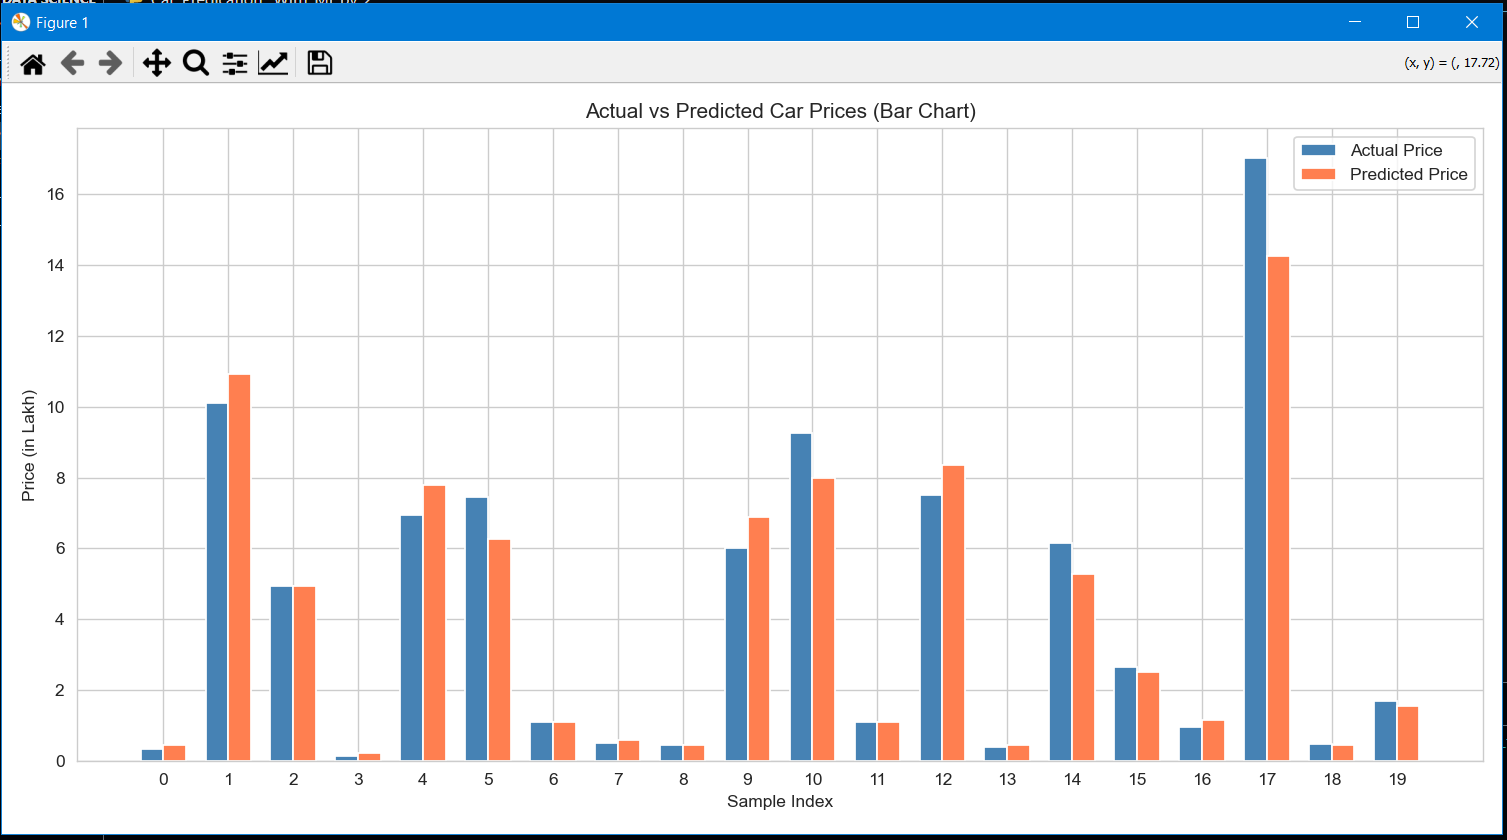 DATA SCIENCE
Figure 1
(x, y) = (, 17.72)
Actual vs Predicted Car Prices (Bar Chart)
Actual Price
Predicted Price
Price (in Lakh)
16
14
12
10
8
6
4
2
0
0 1 2 3 4 5 6 7 8 9 10 11 12 13 14 15 16 17 18 19
Sample Index